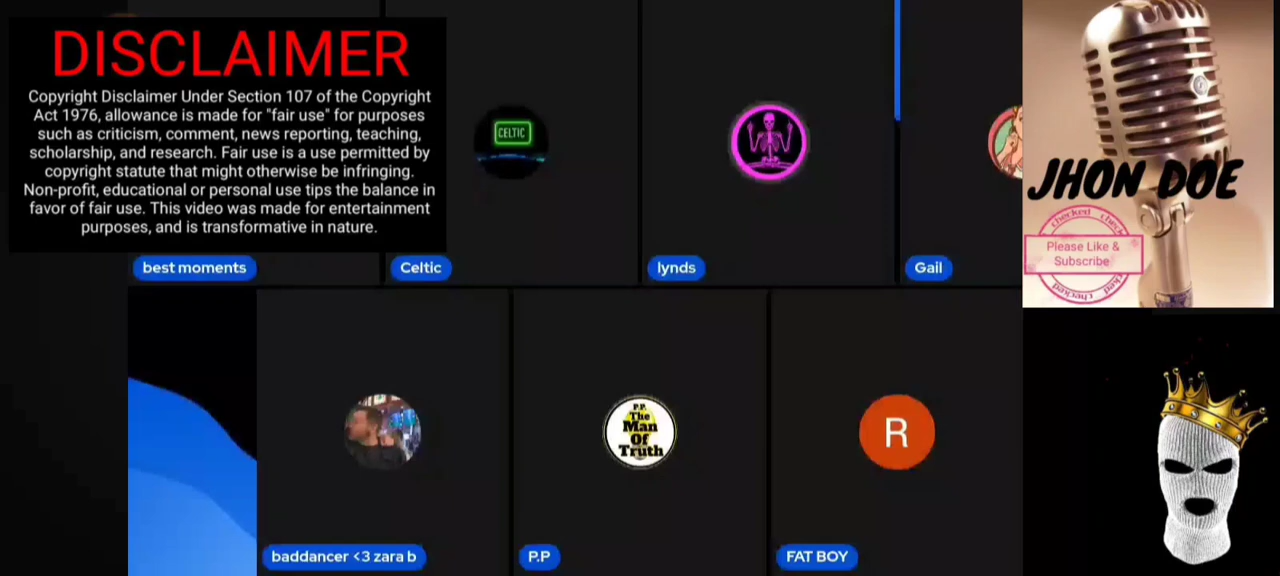 DISCLAIMER
Copyright Disclaimer Under Section 107 of the Copyright
Act 1976, allowance is made for "fair use" for purposes
such as criticism, comment, news reporting, teaching,
scholarship, and research. Fair use is a use permitted by
copyright statute that might otherwise be infringing.
Non-profit, educational or personal use tips the balance in
favor of fair use. This video was made for entertainment
purposes, and is transformative in nature.
CELTIC
JHON DOE
checked
Please Like &
Subscribe
checked
best moments
Celtic
lynds
Gail
P.P.
The
Man
Of
Truth
R
baddancer <3 zara b
P.P
FAT BOY